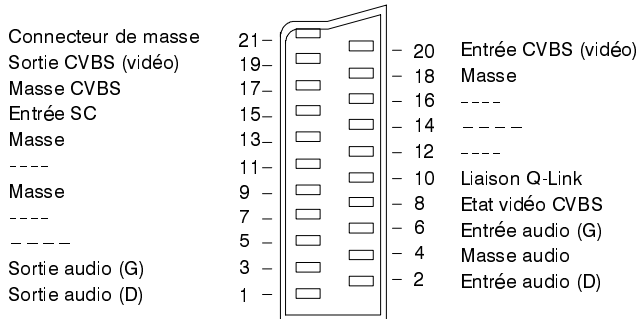 Connecteur de masse 21 –
Sortie CVBS (vidéo) 19 –
Masse CVBS 17 –
Entrée SC 15 –
Masse 13 –
---- 11 –
Masse 9 –
---- 7 –
–––– 5 –
Sortie audio (G) 3 –
Sortie audio (D) 1 –
– 20 Entrée CVBS (vidéo)
– 18 Masse
– 16 ----
– 14 ––––
– 12 ----
– 10 Liaison Q-Link
– 8 Etat vidéo CVBS
– 6 Entrée audio (G)
– 4 Masse audio
– 2 Entrée audio (D)